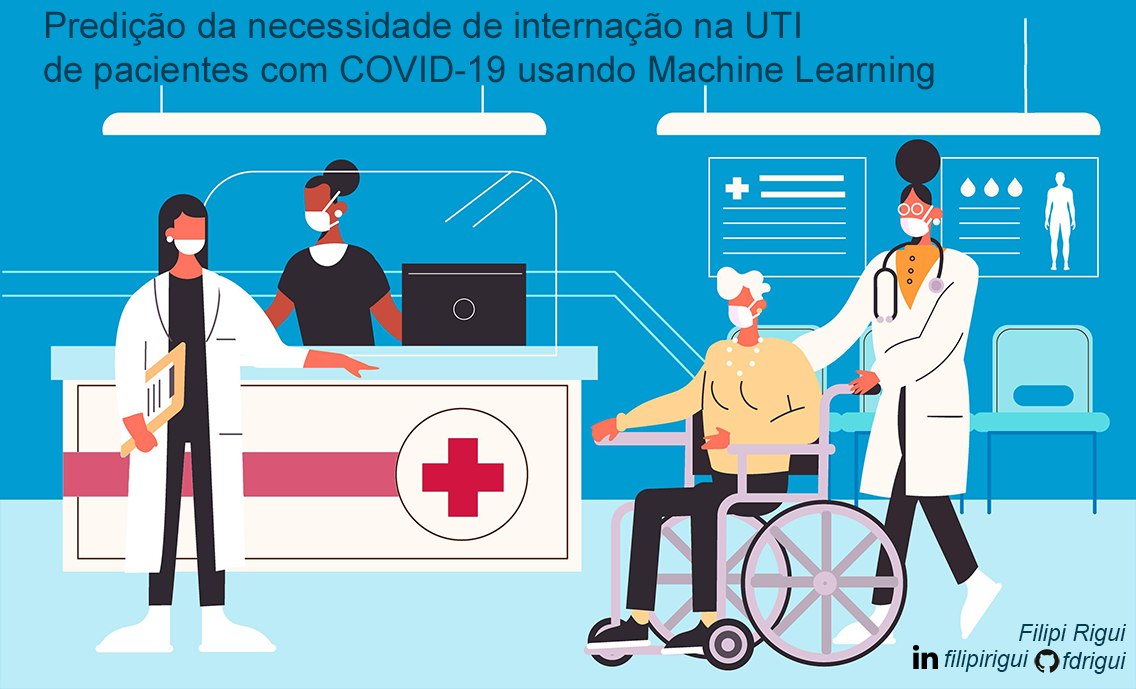 Predição da necessidade de internação na UTI
de pacientes com COVID-19 usando Machine Learning
Filipi Rigui
in filipirigui fdrigui